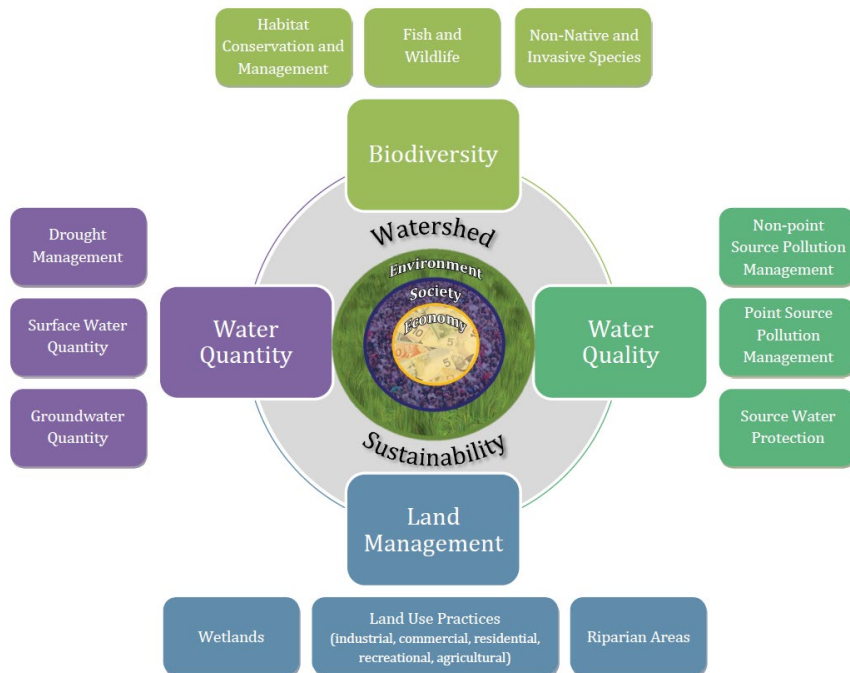 Habitat
Conservation and
Management
Fish and
Wildlife
Non-Native and
Invasive Species
Biodiversity
Drought
Management
Surface Water
Quantity
Groundwater
Quantity
Water
Quantity
Watershed
Environment
Society
Economy
Sustainability
Water
Quality
Non-point
Source Pollution
Management
Point Source
Pollution
Management
Source Water
Protection
Land
Management
Wetlands
Land Use Practices
(industrial, commercial, residential,
recreational, agricultural)
Riparian Areas